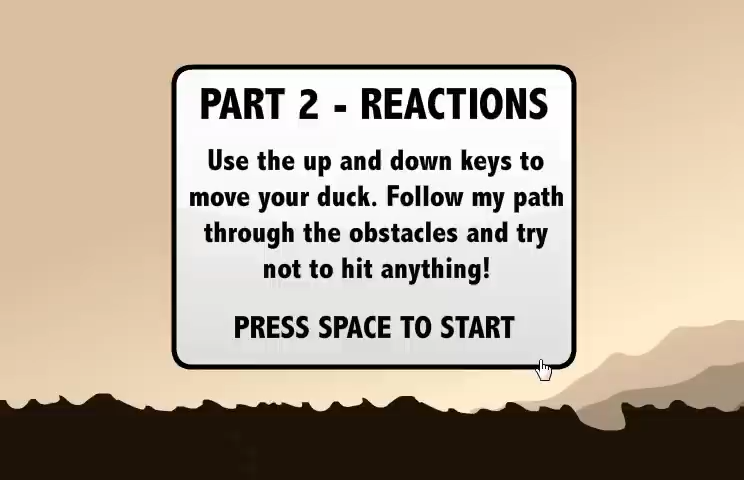 PART 2 - REACTIONS
Use the up and down keys to
move your duck. Follow my path
through the obstacles and try
not to hit anything!
PRESS SPACE TO START